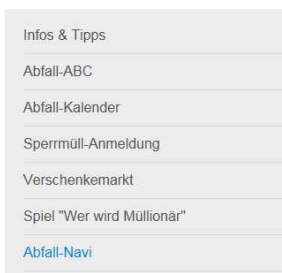 Infos & Tipps
Abfall-ABC
Abfall-Kalender
Sperrmüll-Anmeldung
Verschenkemarkt
Spiel "Wer wird Müllionär"
Abfall-Navi